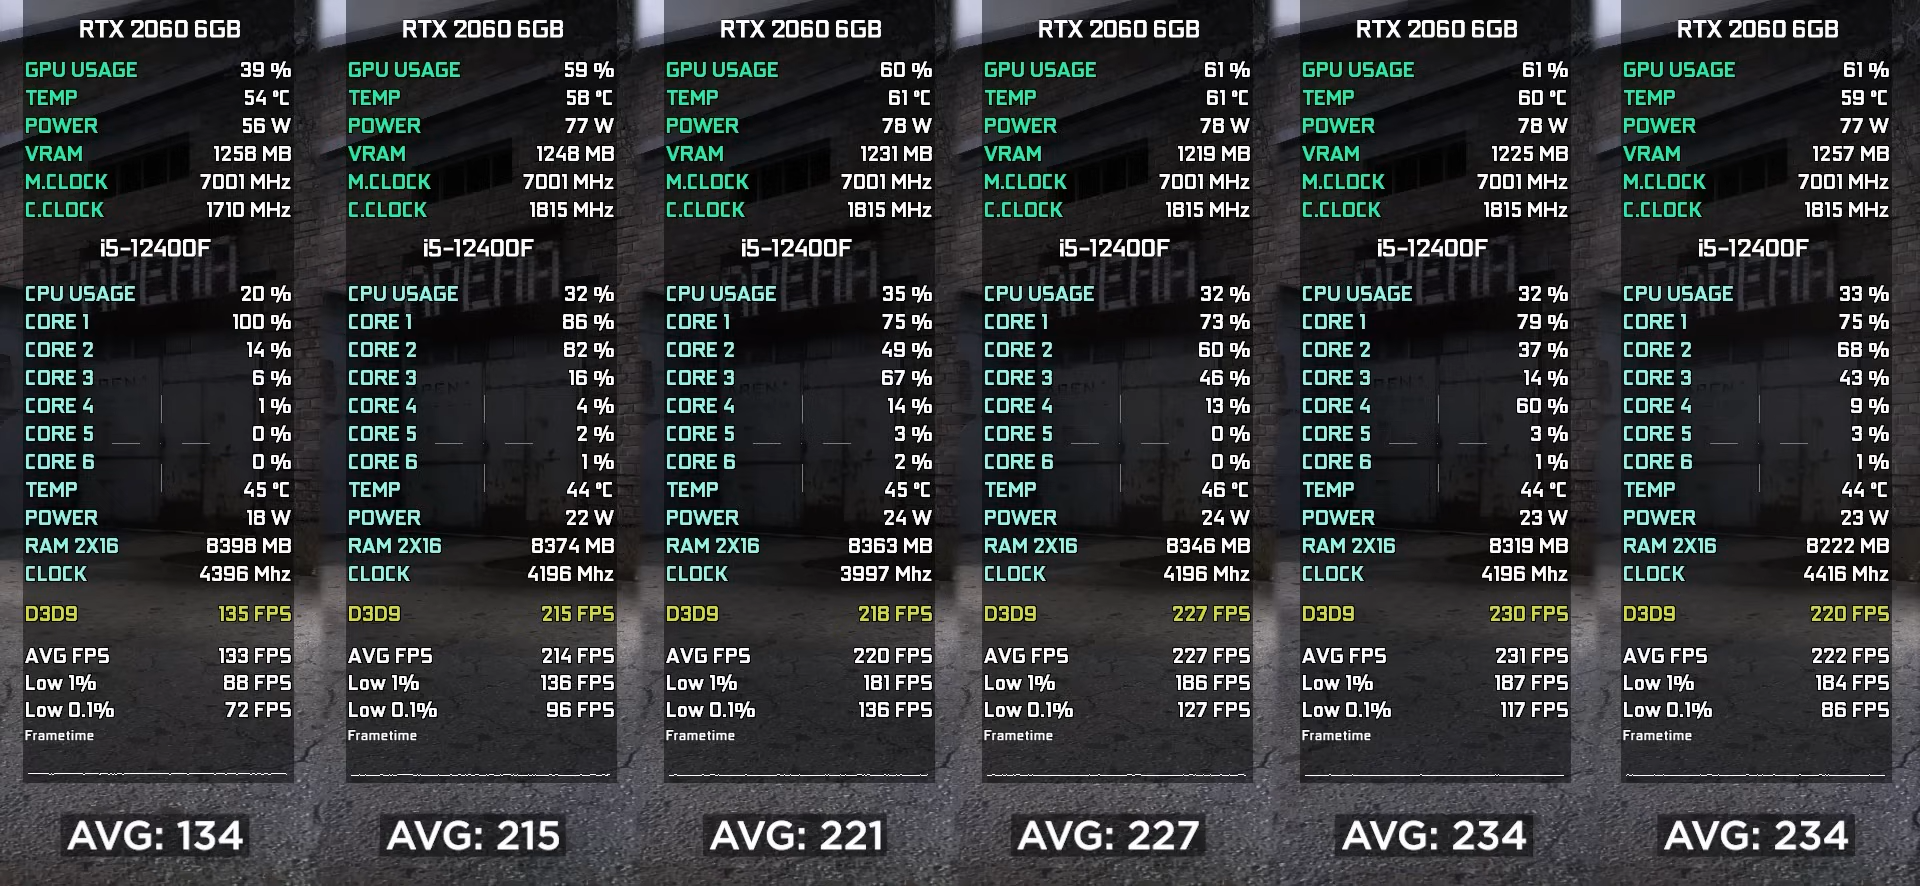 RTX 2060 6GB
GPU USAGE 39 %
TEMP 54 °C
POWER 56 W
VRAM 1258 MB
M.CLOCK 7001 MHz
C.CLOCK 1710 MHz
i5-12400F
CPU USAGE 20 %
CORE 1 100 %
CORE 2 14 %
CORE 3 6 %
CORE 4 1 %
CORE 5 0 %
CORE 6 0 %
TEMP 45 °C
POWER 18 W
RAM 2X16 8398 MB
CLOCK 4396 Mhz
D3D9 135 FPS
AVG FPS 133 FPS
Low 1% 88 FPS
Low 0.1% 72 FPS
Frametime
AVG: 134
RTX 2060 6GB
GPU USAGE 59 %
TEMP 58 °C
POWER 77 W
VRAM 1248 MB
M.CLOCK 7001 MHz
C.CLOCK 1815 MHz
i5-12400F
CPU USAGE 32 %
CORE 1 86 %
CORE 2 82 %
CORE 3 16 %
CORE 4 4 %
CORE 5 2 %
CORE 6 1 %
TEMP 44 °C
POWER 22 W
RAM 2X16 8374 MB
CLOCK 4196 Mhz
D3D9 215 FPS
AVG FPS 214 FPS
Low 1% 136 FPS
Low 0.1% 96 FPS
Frametime
AVG: 215
RTX 2060 6GB
GPU USAGE 60 %
TEMP 61 °C
POWER 78 W
VRAM 1231 MB
M.CLOCK 7001 MHz
C.CLOCK 1815 MHz
i5-12400F
CPU USAGE 35 %
CORE 1 75 %
CORE 2 49 %
CORE 3 67 %
CORE 4 14 %
CORE 5 3 %
CORE 6 2 %
TEMP 45 °C
POWER 24 W
RAM 2X16 8363 MB
CLOCK 3997 Mhz
D3D9 218 FPS
AVG FPS 220 FPS
Low 1% 181 FPS
Low 0.1% 136 FPS
Frametime
AVG: 221
RTX 2060 6GB
GPU USAGE 61 %
TEMP 61 °C
POWER 78 W
VRAM 1219 MB
M.CLOCK 7001 MHz
C.CLOCK 1815 MHz
i5-12400F
CPU USAGE 32 %
CORE 1 73 %
CORE 2 60 %
CORE 3 46 %
CORE 4 13 %
CORE 5 0 %
CORE 6 0 %
TEMP 46 °C
POWER 24 W
RAM 2X16 8346 MB
CLOCK 4196 Mhz
D3D9 227 FPS
AVG FPS 227 FPS
Low 1% 186 FPS
Low 0.1% 127 FPS
Frametime
AVG: 227
RTX 2060 6GB
GPU USAGE 61 %
TEMP 60 °C
POWER 78 W
VRAM 1225 MB
M.CLOCK 7001 MHz
C.CLOCK 1815 MHz
i5-12400F
CPU USAGE 32 %
CORE 1 79 %
CORE 2 37 %
CORE 3 14 %
CORE 4 60 %
CORE 5 3 %
CORE 6 1 %
TEMP 44 °C
POWER 23 W
RAM 2X16 8319 MB
CLOCK 4196 Mhz
D3D9 230 FPS
AVG FPS 231 FPS
Low 1% 187 FPS
Low 0.1% 117 FPS
Frametime
AVG: 234
RTX 2060 6GB
GPU USAGE 61 %
TEMP 59 °C
POWER 77 W
VRAM 1257 MB
M.CLOCK 7001 MHz
C.CLOCK 1815 MHz
i5-12400F
CPU USAGE 33 %
CORE 1 75 %
CORE 2 68 %
CORE 3 43 %
CORE 4 9 %
CORE 5 3 %
CORE 6 1 %
TEMP 44 °C
POWER 23 W
RAM 2X16 8222 MB
CLOCK 4416 Mhz
D3D9 220 FPS
AVG FPS 222 FPS
Low 1% 184 FPS
Low 0.1% 86 FPS
Frametime
AVG: 234